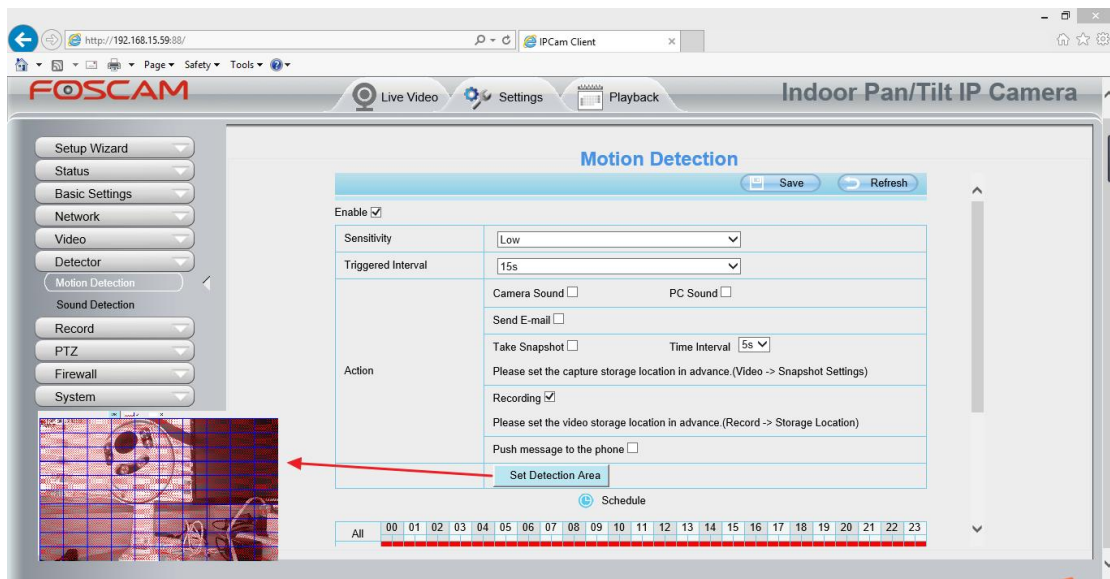 http://192.168.15.59:88/
IPCam Client
Page Safety Tools
FOSCAM
Live Video Settings Playback
Indoor Pan/Tilt IP Camera
Setup Wizard
Status
Basic Settings
Network
Video
Detector
Motion Detection
Sound Detection
Record
PTZ
Firewall
System
Motion Detection
Save Refresh
Enable
Sensitivity Low
Triggered Interval 15s
Action
Camera Sound PC Sound
Send E-mail
Take Snapshot Time Interval 5s
Please set the capture storage location in advance.(Video -> Snapshot Settings)
Recording
Please set the video storage location in advance.(Record -> Storage Location)
Push message to the phone
Set Detection Area
Schedule
All 00 01 02 03 04 05 06 07 08 09 10 11 12 13 14 15 16 17 18 19 20 21 22 23